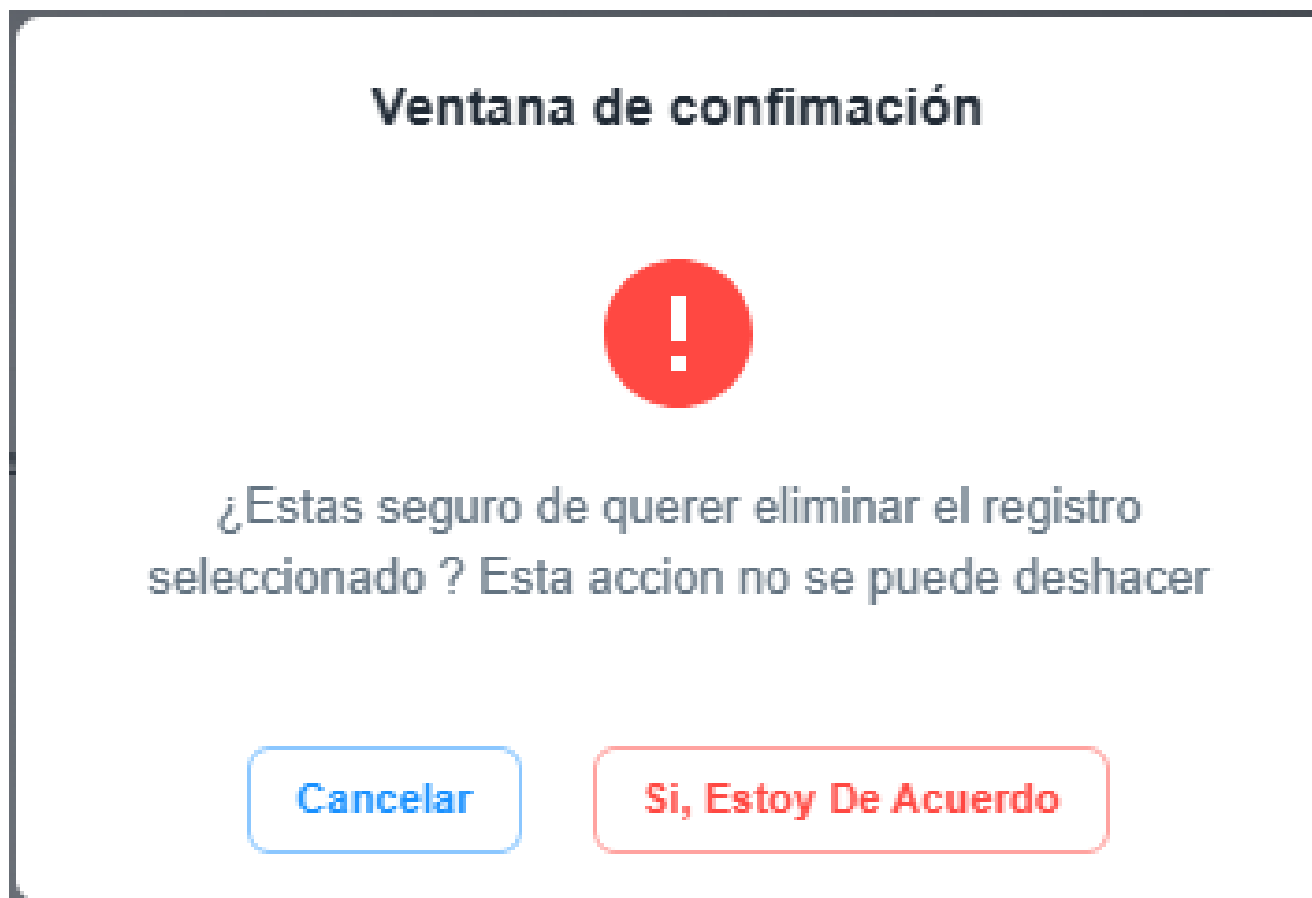 Ventana de confimación
¿Estas seguro de querer eliminar el registro
seleccionado ? Esta accion no se puede deshacer
Cancelar
Si, Estoy De Acuerdo